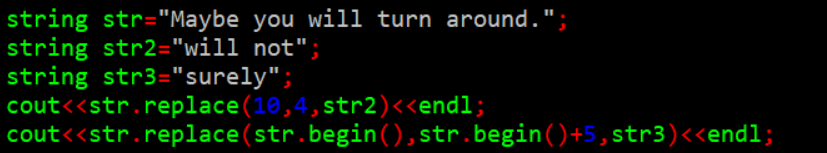 string str="Maybe you will turn around.";
string str2="will not";
string str3="surely";
cout<<str.replace(10,4,str2)<<endl;
cout<<str.replace(str.begin(),str.begin()+5,str3)<<endl;